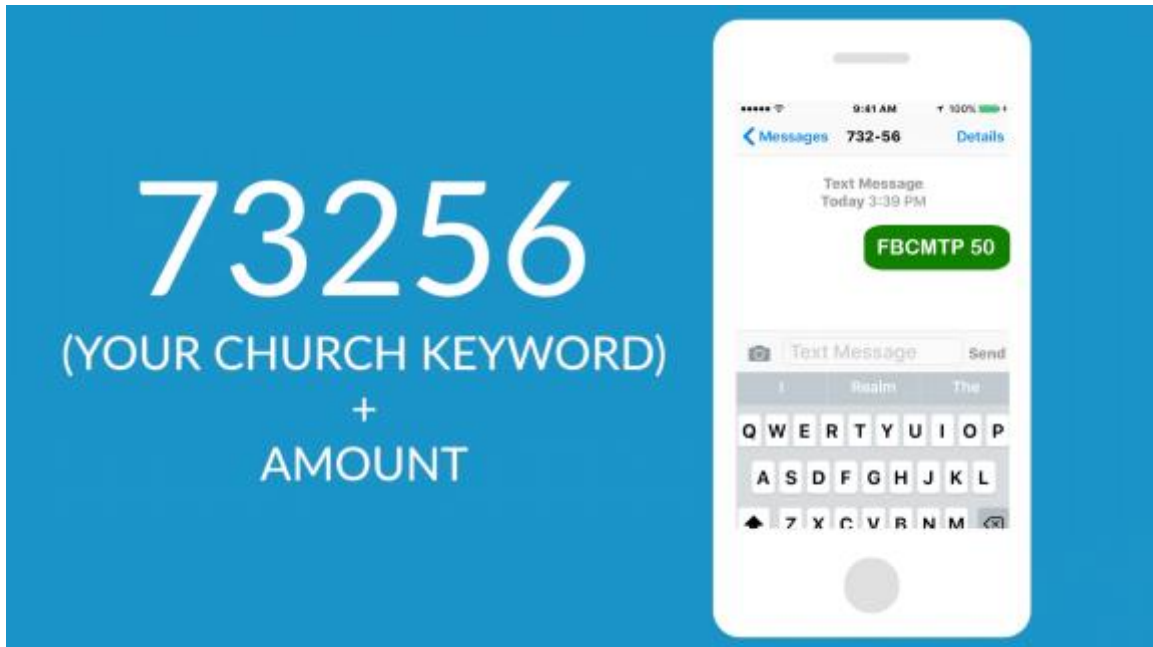 73256
(YOUR CHURCH KEYWORD)
+
AMOUNT
9:41 AM 100%
Messages 732-56 Details
Text Message
Today 3:39 PM
FBCMTP 50
Text Message Send
I Realm The
Q W E R T Y U I O P
A S D F G H J K L
Z X C V B N M